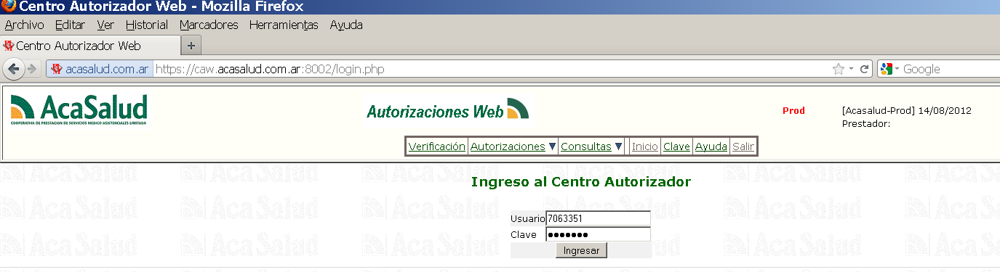 Centro Autorizador Web - Mozilla Firefox
Archivo Editar Ver Historial Marcadores Herramientas Ayuda
Centro Autorizador Web +
acasalud.com.ar https://caw.acasalud.com.ar:8002/login.php Google
AcaSalud
COOPERATIVA DE PRESTACION DE SERVICIOS MEDICO ASISTENCIALES LIMITADA
Autorizaciones Web
Prod [Acasalud-Prod] 14/08/2012
Prestador:
Verificación Autorizaciones Consultas Inicio Clave Ayuda Salir
Ingreso al Centro Autorizador
Usuario 7063351
Clave •••••••
Ingresar